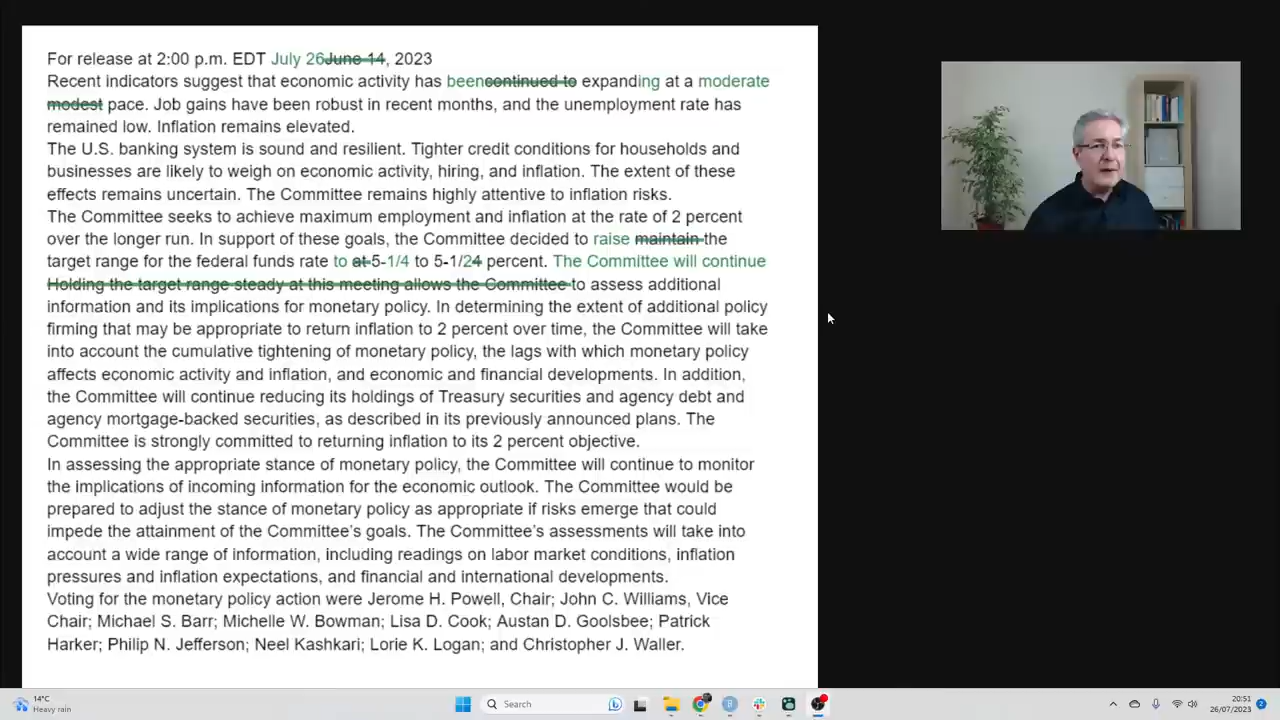 For release at 2:00 p.m. EDT July 26June 14, 2023
Recent indicators suggest that economic activity has beencontinued to expanding at a moderate
modest pace. Job gains have been robust in recent months, and the unemployment rate has
remained low. Inflation remains elevated.
The U.S. banking system is sound and resilient. Tighter credit conditions for households and
businesses are likely to weigh on economic activity, hiring, and inflation. The extent of these
effects remains uncertain. The Committee remains highly attentive to inflation risks.
The Committee seeks to achieve maximum employment and inflation at the rate of 2 percent
over the longer run. In support of these goals, the Committee decided to raise maintain the
target range for the federal funds rate to at 5-1/4 to 5-1/24 percent. The Committee will continue
Holding the target range steady at this meeting allows the Committee to assess additional
information and its implications for monetary policy. In determining the extent of additional policy
firming that may be appropriate to return inflation to 2 percent over time, the Committee will take
into account the cumulative tightening of monetary policy, the lags with which monetary policy
affects economic activity and inflation, and economic and financial developments. In addition,
the Committee will continue reducing its holdings of Treasury securities and agency debt and
agency mortgage-backed securities, as described in its previously announced plans. The
Committee is strongly committed to returning inflation to its 2 percent objective.
In assessing the appropriate stance of monetary policy, the Committee will continue to monitor
the implications of incoming information for the economic outlook. The Committee would be
prepared to adjust the stance of monetary policy as appropriate if risks emerge that could
impede the attainment of the Committee's goals. The Committee's assessments will take into
account a wide range of information, including readings on labor market conditions, inflation
pressures and inflation expectations, and financial and international developments.
Voting for the monetary policy action were Jerome H. Powell, Chair; John C. Williams, Vice
Chair; Michael S. Barr; Michelle W. Bowman; Lisa D. Cook; Austan D. Goolsbee; Patrick
Harker; Philip N. Jefferson; Neel Kashkari; Lorie K. Logan; and Christopher J. Waller.
14°C
Heavy rain
Search
20:51
26/07/2023
2